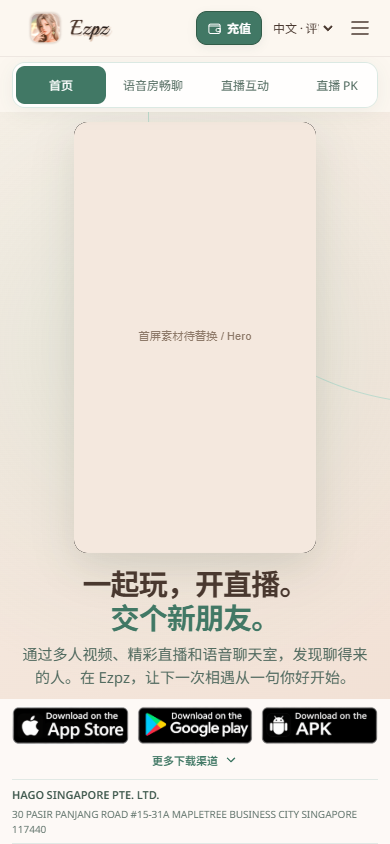 Ezpz
充值
中文 · 评
首页
语音房畅聊
直播互动
直播 PK
首屏素材待替换 / Hero
一起玩，开直播。
交个新朋友。
通过多人视频、精彩直播和语音聊天室，发现聊得来
的人。在 Ezpz，让下一次相遇从一句你好开始。
Download on the
App Store
Download on the
Google play
Download on the
APK
更多下载渠道
HAGO SINGAPORE PTE. LTD.
30 PASIR PANJANG ROAD #15-31A MAPLETREE BUSINESS CITY SINGAPORE
117440